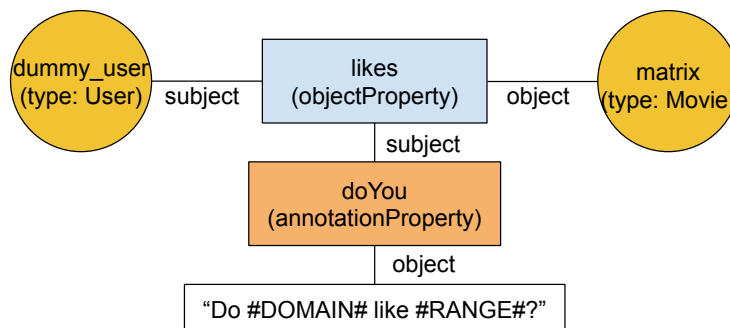 dummy_user
(type: User)
subject
likes
(objectProperty)
object
matrix
(type: Movie
subject
doYou
(annotationProperty)
object
“Do #DOMAIN# like #RANGE#?”